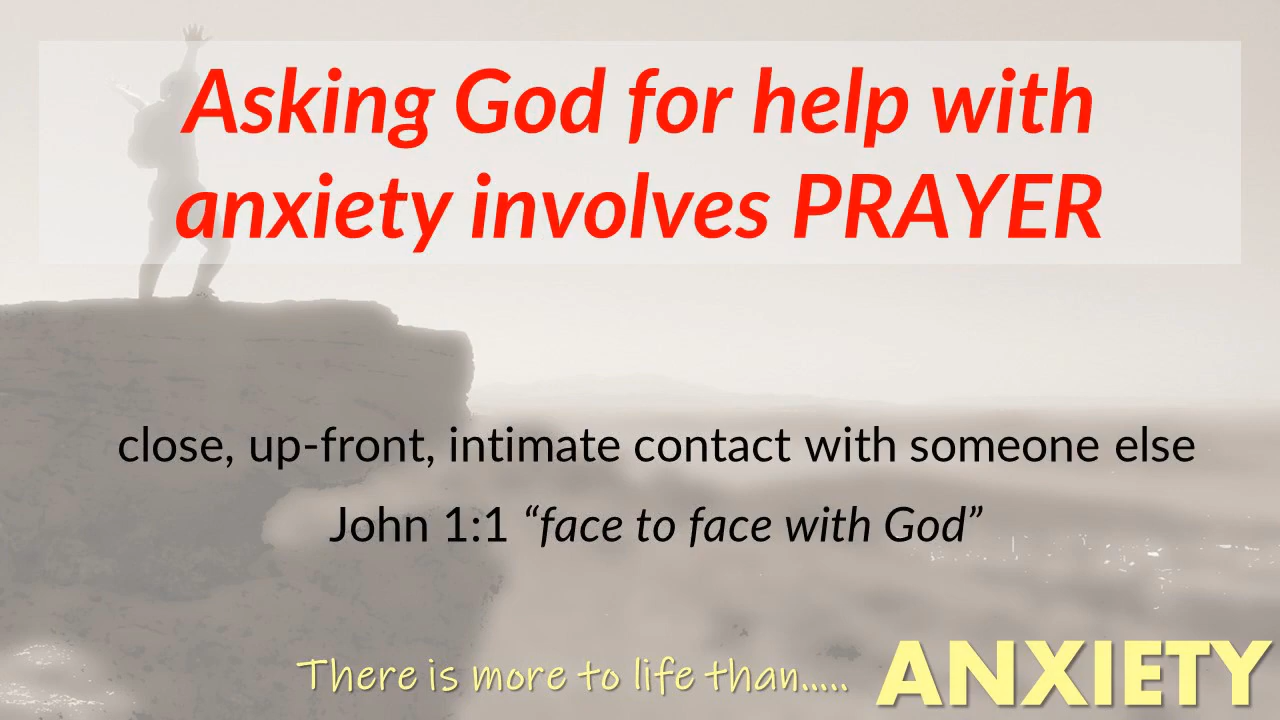 Asking God for help with
anxiety involves PRAYER
close, up-front, intimate contact with someone else
John 1:1 “face to face with God”
There is more to life than..... ANXIETY